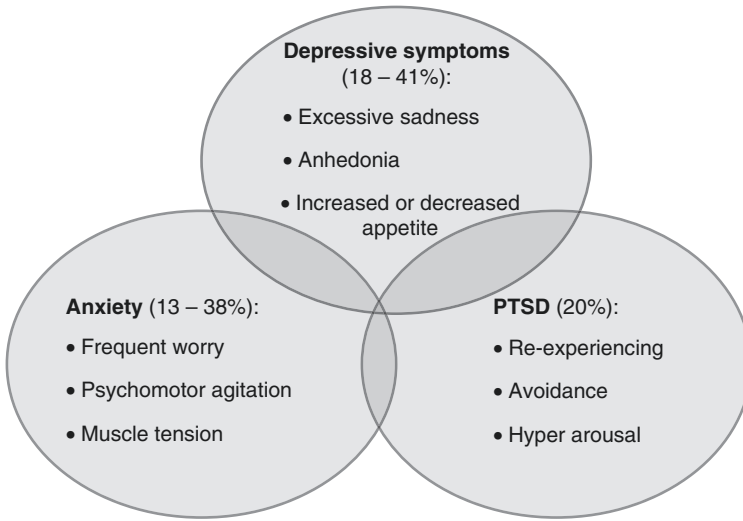 Depressive symptoms
(18 – 41%):
• Excessive sadness
• Anhedonia
• Increased or decreased
appetite
Anxiety (13 – 38%):
• Frequent worry
• Psychomotor agitation
• Muscle tension
PTSD (20%):
• Re-experiencing
• Avoidance
• Hyper arousal